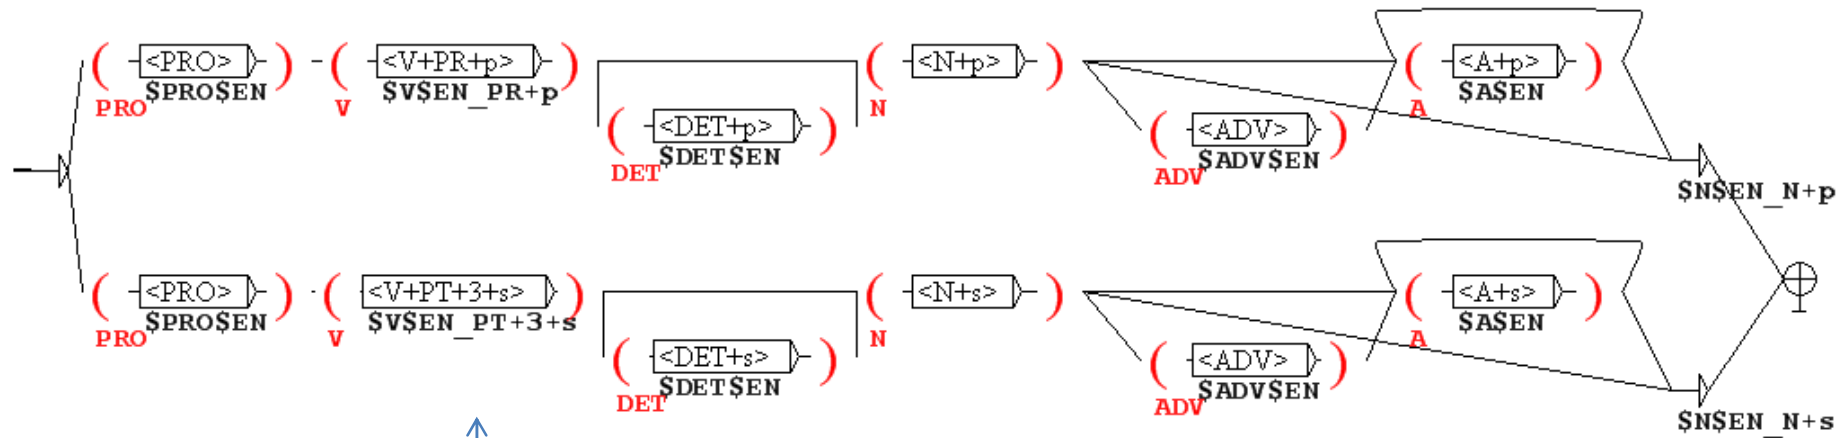 <PRO> <V+PR+p> <N+p> <A+p>
$PRO$EN $V$EN_PR+p $A$EN
PRO V N A
<DET+p> <ADV>
$DET$EN $ADV$EN
DET ADV
$N$EN_N+p
<PRO> <V+PT+3+s> <N+s> <A+s>
$PRO$EN $V$EN_PT+3+s $A$EN
PRO V N A
<DET+s> <ADV>
$DET$EN $ADV$EN
DET ADV
$N$EN_N+s